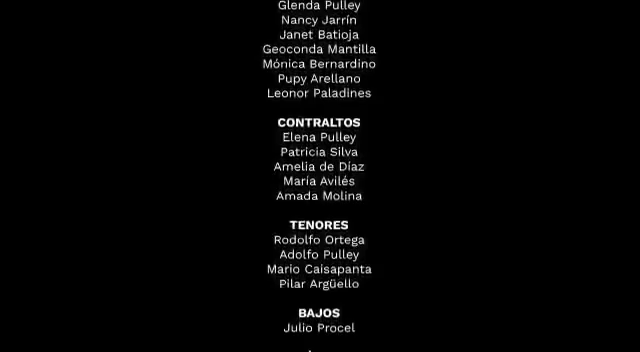 Glenda Pulley
Nancy Jarrín
Janet Batioja
Geoconda Mantilla
Mónica Bernardino
Pupy Arellano
Leonor Paladines
CONTRALTOS
Elena Pulley
Patricia Silva
Amelia de Díaz
María Avilés
Amada Molina
TENORES
Rodolfo Ortega
Adolfo Pulley
Mario Caisapanta
Pilar Argüello
BAJOS
Julio Procel